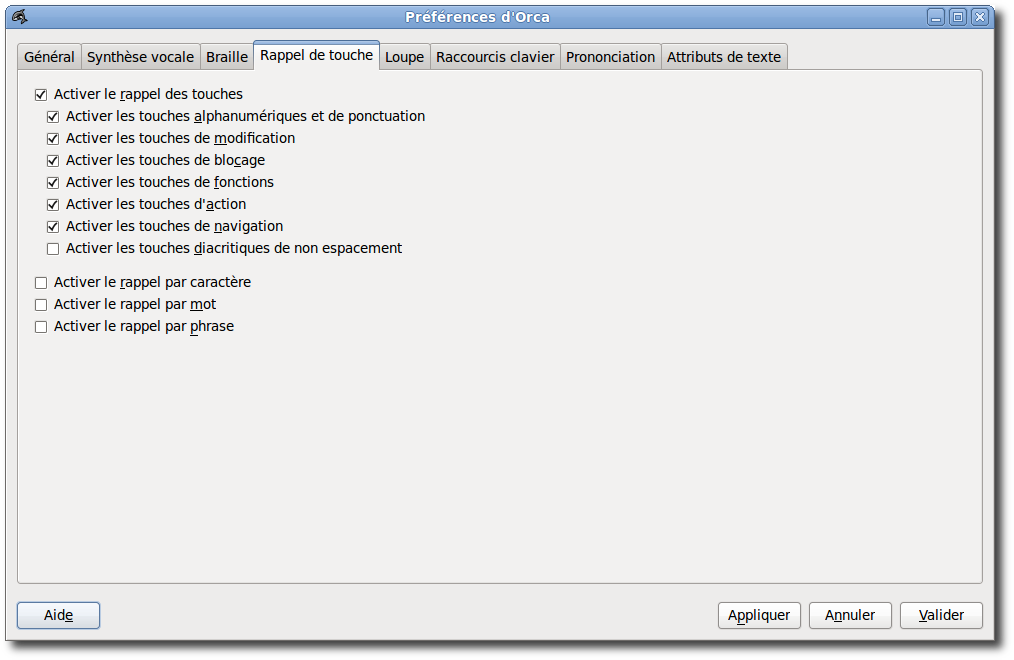 Préférences d'Orca
Général Synthèse vocale Braille Rappel de touche Loupe Raccourcis clavier Prononciation Attributs de texte
Activer le rappel des touches
Activer les touches alphanumériques et de ponctuation
Activer les touches de modification
Activer les touches de blocage
Activer les touches de fonctions
Activer les touches d'action
Activer les touches de navigation
Activer les touches diacritiques de non espacement
Activer le rappel par caractère
Activer le rappel par mot
Activer le rappel par phrase
Aide Appliquer Annuler Valider